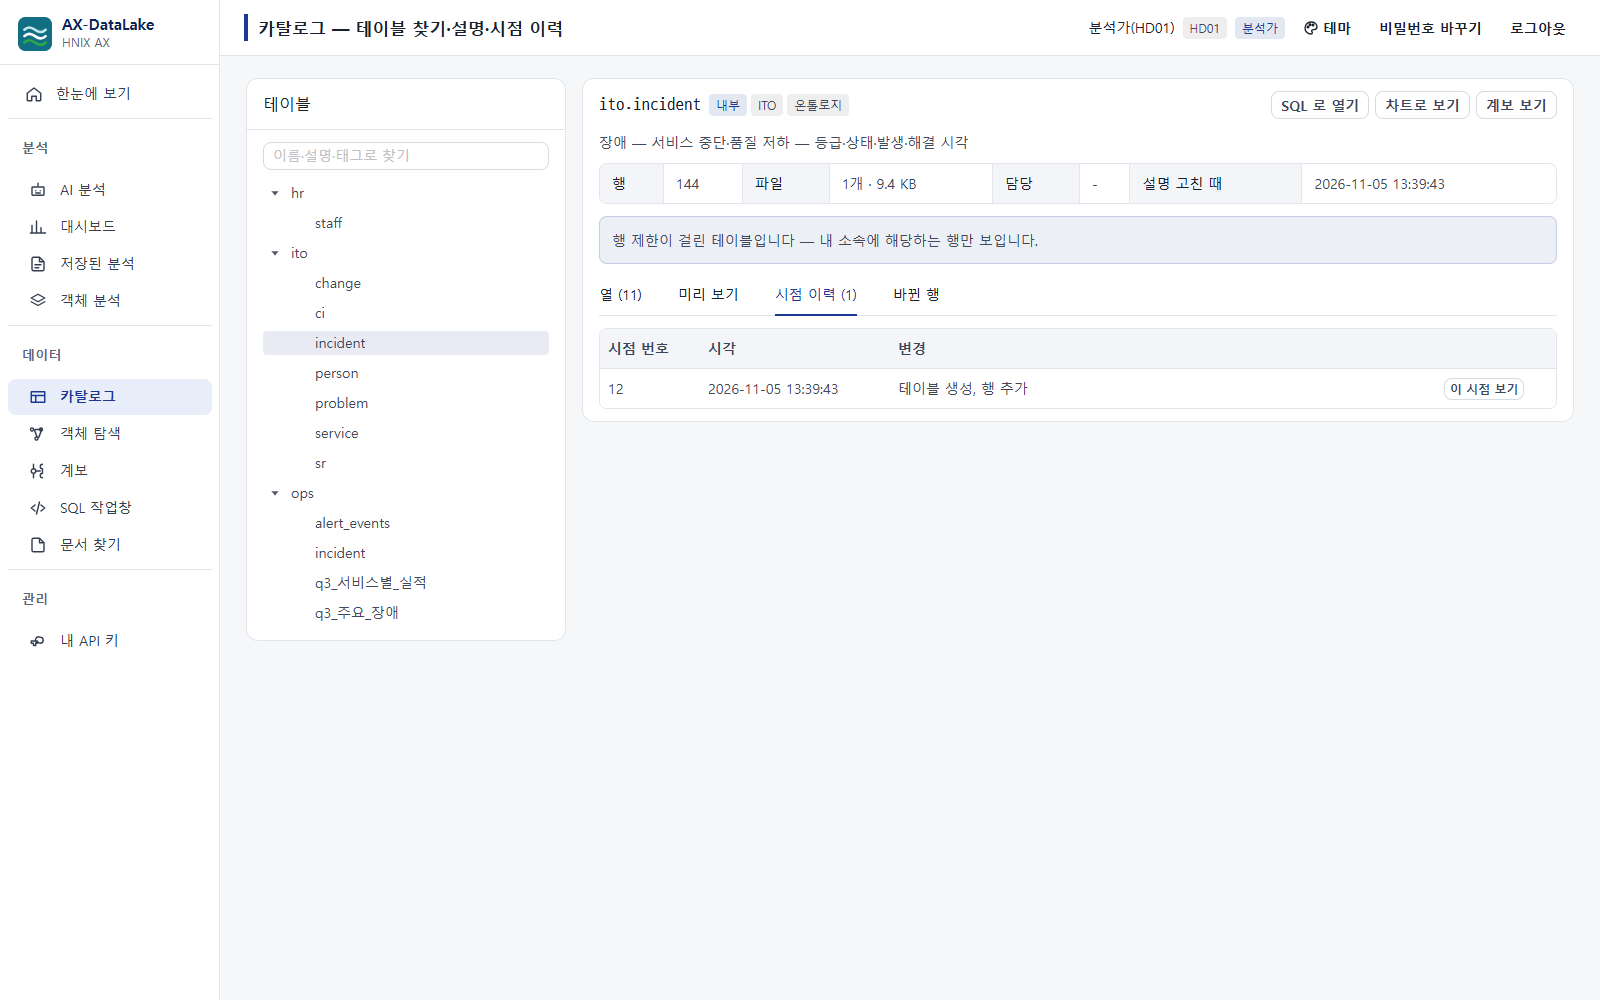 AX-DataLake
HNIX AX
한눈에 보기
분석
AI 분석
대시보드
저장된 분석
객체 분석
데이터
카탈로그
객체 탐색
계보
SQL 작업창
문서 찾기
관리
내 API 키
카탈로그 — 테이블 찾기·설명·시점 이력
분석가(HD01) HD01 분석가 테마 비밀번호 바꾸기 로그아웃
테이블
이름·설명·태그로 찾기
hr
staff
ito
change
ci
incident
person
problem
service
sr
ops
alert_events
incident
q3_서비스별_실적
q3_주요_장애
ito.incident 내부 ITO 온톨로지 SQL 로 열기 차트로 보기 계보 보기
장애 — 서비스 중단·품질 저하 — 등급·상태·발생·해결 시각
행 144 파일 1개 · 9.4 KB 담당 - 설명 고친 때 2026-11-05 13:39:43
행 제한이 걸린 테이블입니다 — 내 소속에 해당하는 행만 보입니다.
열 (11) 미리 보기 시점 이력 (1) 바뀐 행
시점 번호 시각 변경
12 2026-11-05 13:39:43 테이블 생성, 행 추가 이 시점 보기